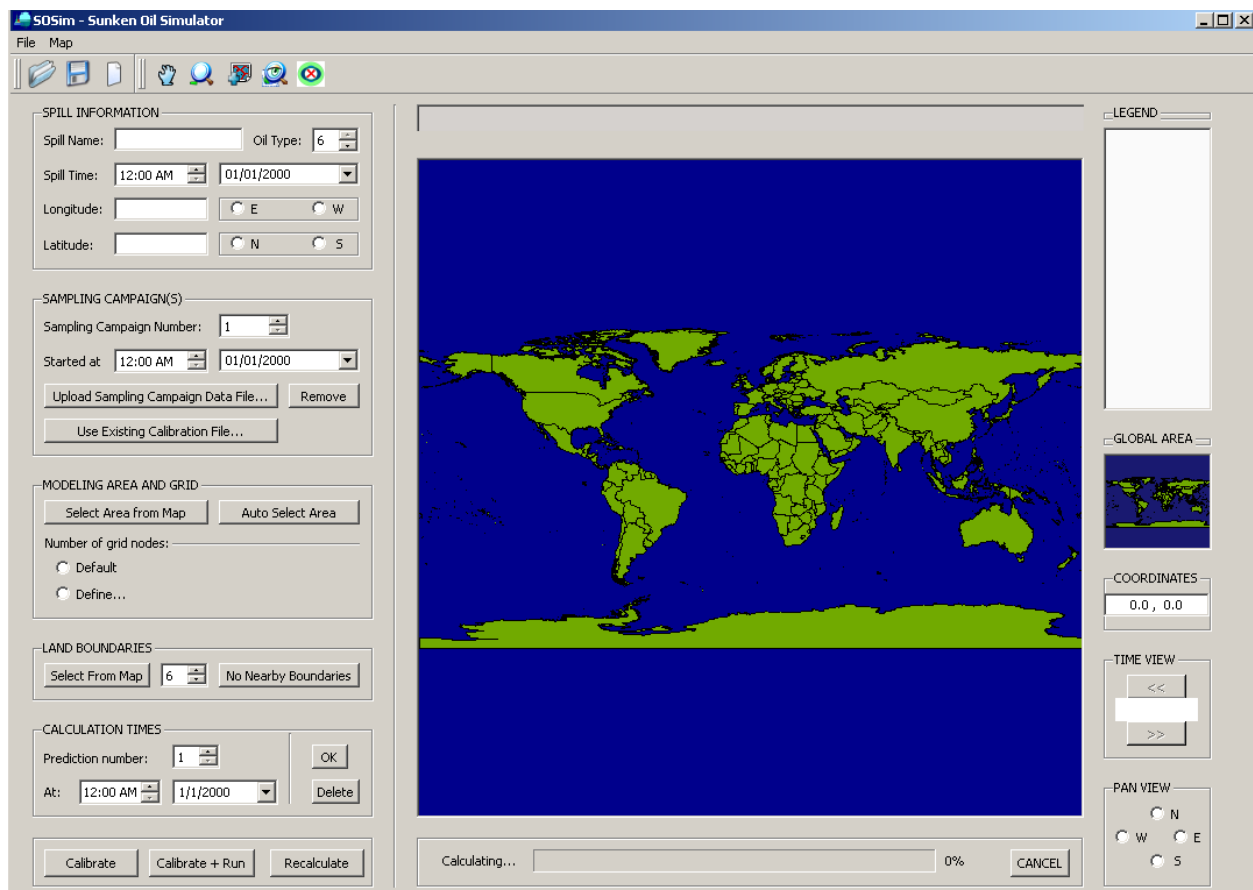 SOSim - Sunken Oil Simulator
File Map
SPILL INFORMATION
Spill Name: Oil Type: 6
Spill Time: 12:00 AM 01/01/2000
Longitude: E W
Latitude: N S
SAMPLING CAMPAIGN(S)
Sampling Campaign Number: 1
Started at 12:00 AM 01/01/2000
Upload Sampling Campaign Data File... Remove
Use Existing Calibration File...
MODELING AREA AND GRID
Select Area from Map Auto Select Area
Number of grid nodes:
Default
Define...
LAND BOUNDARIES
Select From Map 6 No Nearby Boundaries
CALCULATION TIMES
Prediction number: 1 OK
At: 12:00 AM 1/1/2000 Delete
Calibrate Calibrate + Run Recalculate
Calculating... 0% CANCEL
LEGEND
GLOBAL AREA
COORDINATES
0.0 , 0.0
TIME VIEW
<<
>>
PAN VIEW
N
W E
S